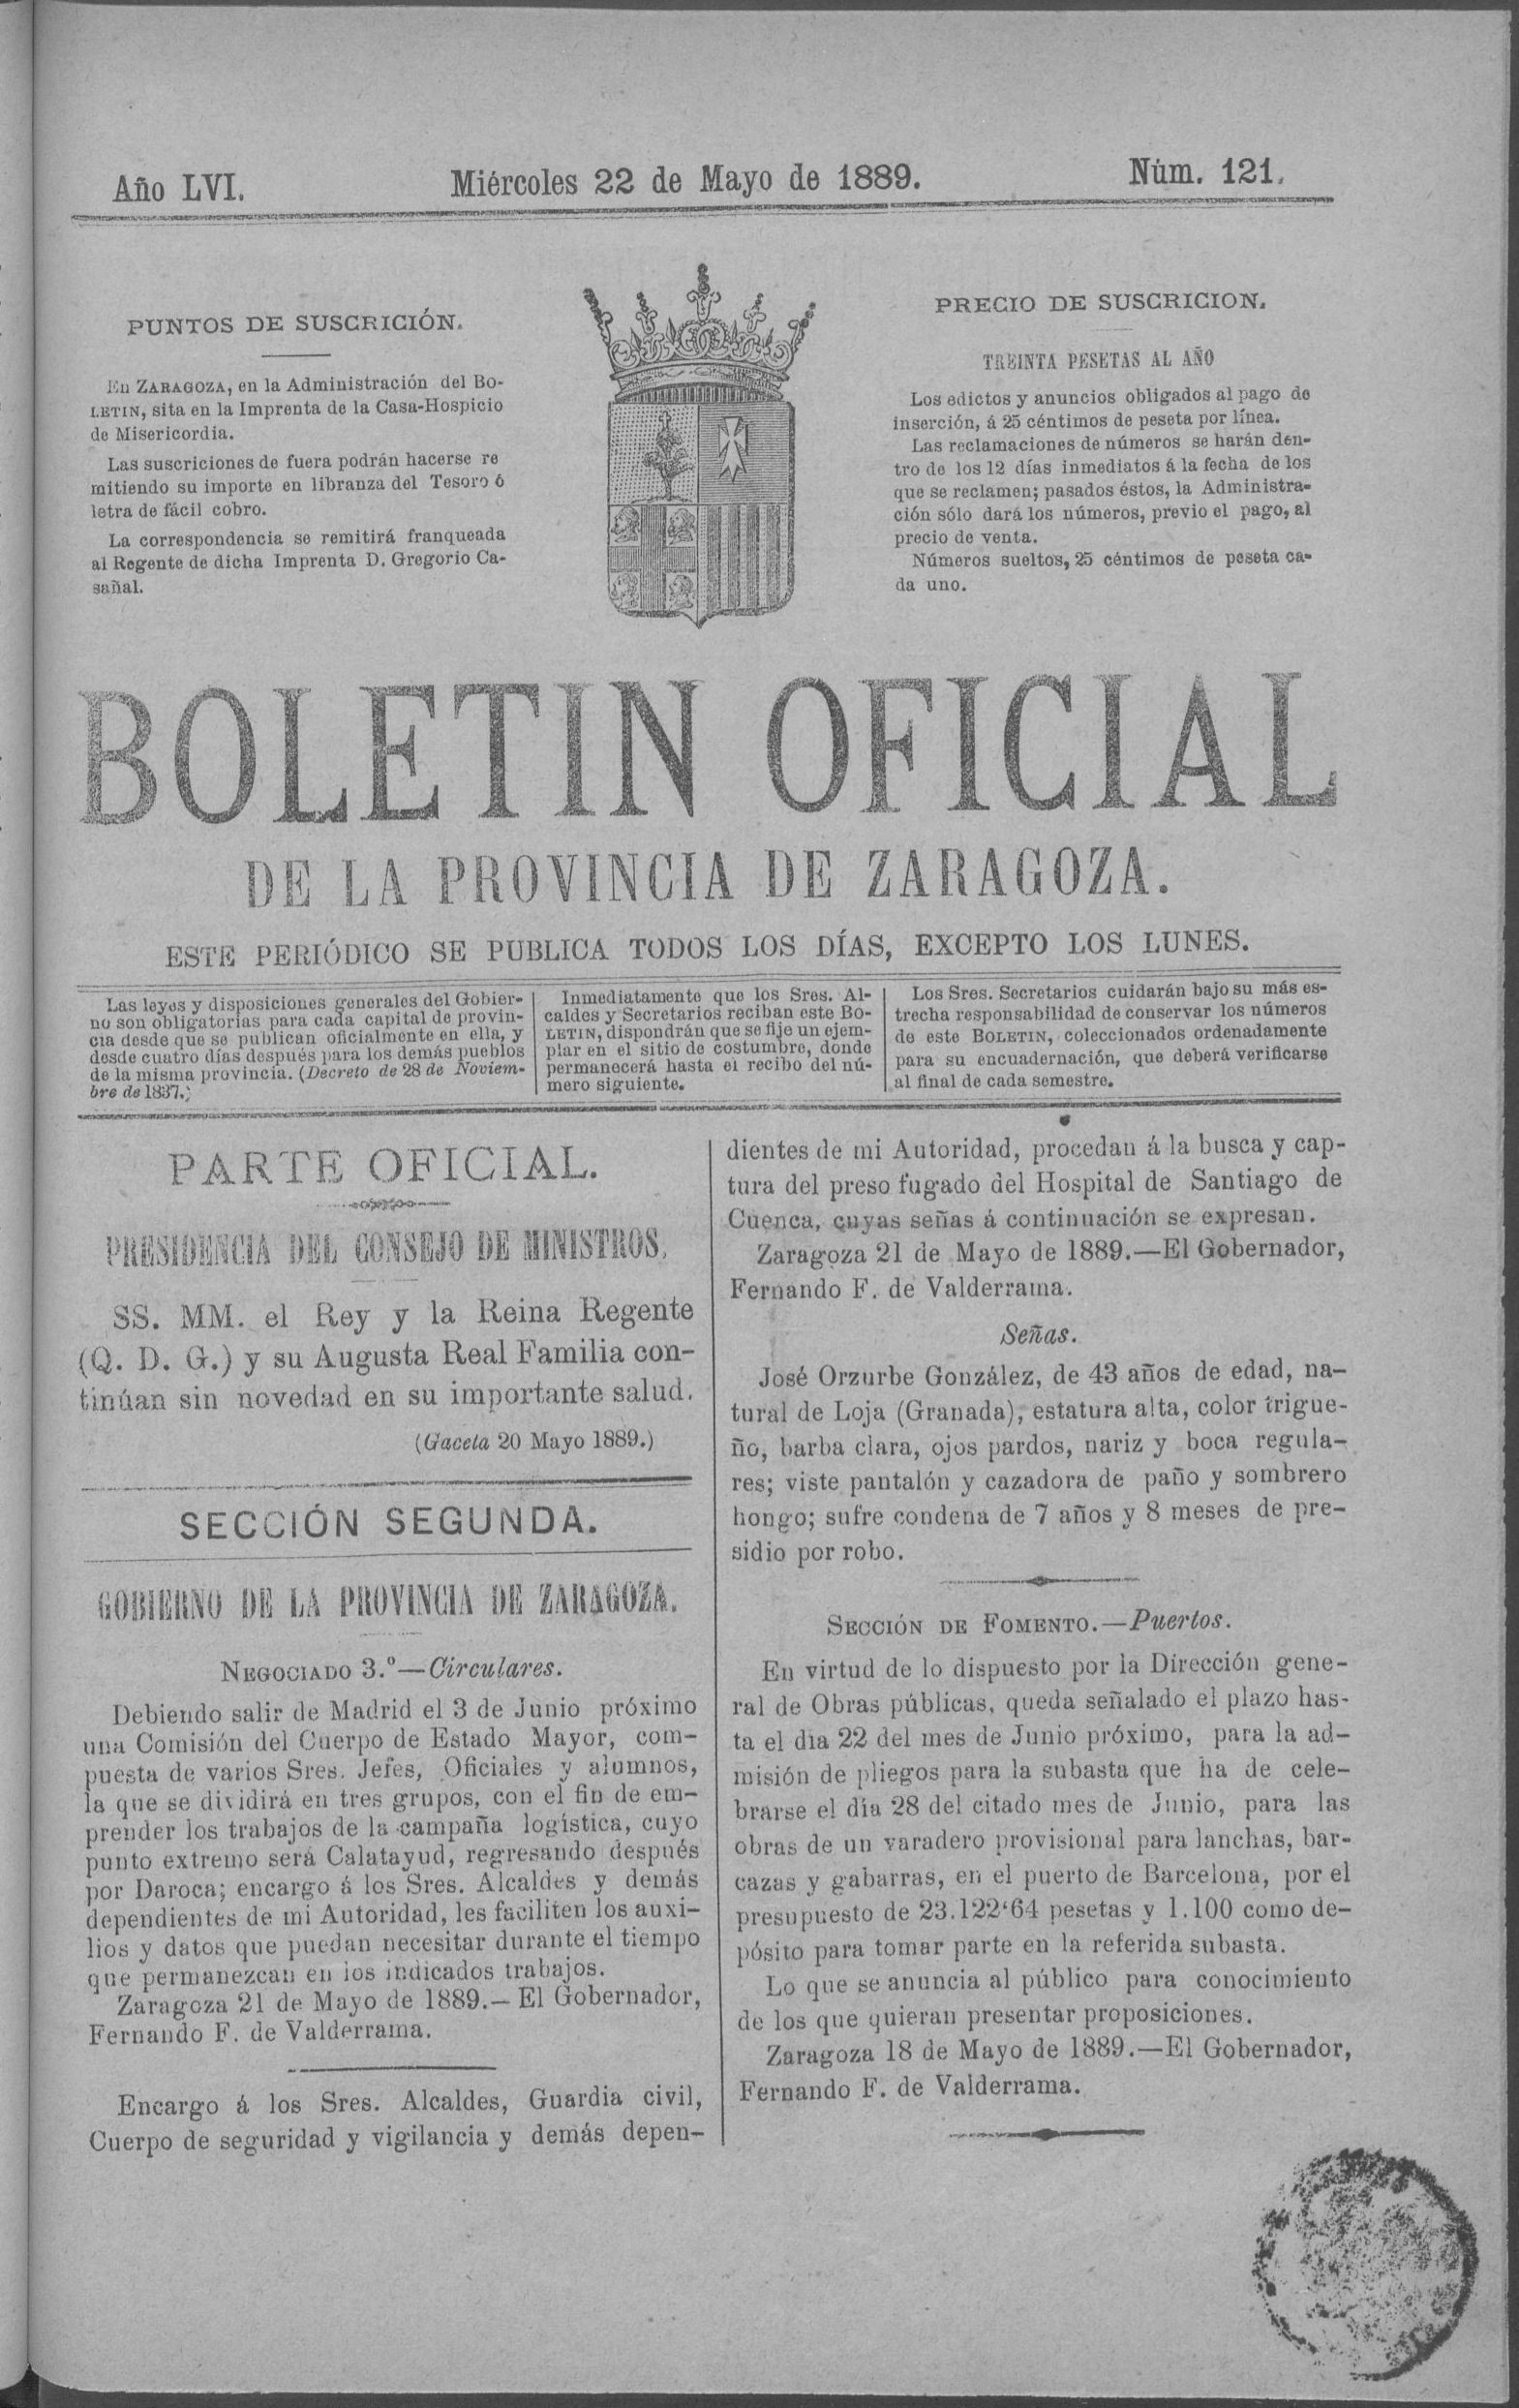 Año LVI.
Miércoles 22 de Mayo de 1889.
Núm. 121.
PUNTOS DE SUSCRICIÓN.
En ZARAGOZA, en la Administración del Bo-
LETIN, sita en la Imprenta de la Casa-Hospicio
de Misericordia.
Las suscriciones de fuera podrán hacerse re
mitiendo su importe en libranza del Tesoro ó
letra de fácil cobro.
La correspondencia se remitirá franqueada
al Regente de dicha Imprenta D. Gregorio Ca-
sañal.
PRECIO DE SUSCRICION.
TREINTA PESETAS AL AÑO
Los edictos y anuncios obligados al pago de
inserción, á 25 céntimos de peseta por línea.
Las reclamaciones de números se harán den-
tro de los 12 días inmediatos á la fecha de los
que se reclamen; pasados éstos, la Administra-
ción sólo dará los números, previo el pago, al
precio de venta.
Números sueltos, 25 céntimos de peseta ca-
da uno.
BOLETIN OFICIAL
DE LA PROVINCIA DE ZARAGOZA.
ESTE PERIÓDICO SE PUBLICA TODOS LOS DÍAS, EXCEPTO LOS LUNES.
Las leyes y disposiciones generales del Gobier-
no son obligatorias para cada capital de provin-
cia desde que se publican oficialmente en ella, y
desde cuatro días después para los demás pueblos
de la misma provincia. (Decreto de 28 de Noviem-
bre de 1837.)
Inmediatamente que los Sres. Al-
caldes y Secretarios reciban este Bo-
LETIN, dispondrán que se fije un ejem-
plar en el sitio de costumbre, donde
permanecerá hasta el recibo del nú-
mero siguiente.
Los Sres. Secretarios cuidarán bajo su más es-
trecha responsabilidad de conservar los números
de este BOLETIN, coleccionados ordenadamente
para su encuadernación, que deberá verificarse
al final de cada semestre.
PARTE OFICIAL.
PRESIDENCIA DEL CONSEJO DE MINISTROS.
SS. MM. el Rey y la Reina Regente
(Q. D. G.) y su Augusta Real Familia con-
tinúan sin novedad en su importante salud.
(Gaceta 20 Mayo 1889.)
SECCIÓN SEGUNDA.
GOBIERNO DE LA PROVINCIA DE ZARAGOZA.
NEGOCIADO 3.º—Circulares.
Debiendo salir de Madrid el 3 de Junio próximo
una Comisión del Cuerpo de Estado Mayor, com-
puesta de varios Sres. Jefes, Oficiales y alumnos,
la que se dividirá en tres grupos, con el fin de em-
prender los trabajos de la campaña logística, cuyo
punto extremo será Calatayud, regresando después
por Daroca; encargo á los Sres. Alcaldes y demás
dependientes de mi Autoridad, les faciliten los auxi-
lios y datos que puedan necesitar durante el tiempo
que permanezcan en los indicados trabajos.
Zaragoza 21 de Mayo de 1889.—El Gobernador,
Fernando F. de Valderrama.
Encargo á los Sres. Alcaldes, Guardia civil,
Cuerpo de seguridad y vigilancia y demás depen-
dientes de mi Autoridad, procedan á la busca y cap-
tura del preso fugado del Hospital de Santiago de
Cuenca, cuyas señas á continuación se expresan.
Zaragoza 21 de Mayo de 1889.—El Gobernador,
Fernando F. de Valderrama.
Señas.
José Orzurbe González, de 43 años de edad, na-
tural de Loja (Granada), estatura alta, color trigue-
ño, barba clara, ojos pardos, nariz y boca regula-
res; viste pantalón y cazadora de paño y sombrero
hongo; sufre condena de 7 años y 8 meses de pre-
sidio por robo.
SECCIÓN DE FOMENTO.—Puertos.
En virtud de lo dispuesto por la Dirección gene-
ral de Obras públicas, queda señalado el plazo has-
ta el dia 22 del mes de Junio próximo, para la ad-
misión de pliegos para la subasta que ha de cele-
brarse el día 28 del citado mes de Junio, para las
obras de un varadero provisional para lanchas, bar-
cazas y gabarras, en el puerto de Barcelona, por el
presupuesto de 23.122‘64 pesetas y 1.100 como de-
pósito para tomar parte en la referida subasta.
Lo que se anuncia al público para conocimiento
de los que quieran presentar proposiciones.
Zaragoza 18 de Mayo de 1889.—El Gobernador,
Fernando F. de Valderrama.